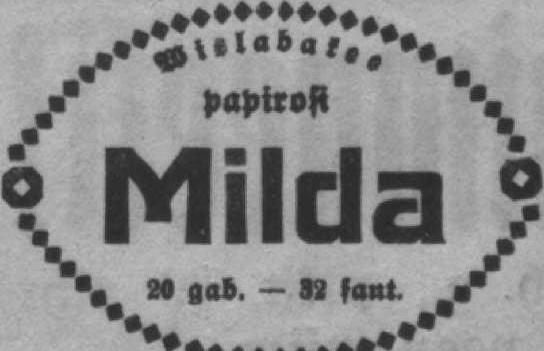 Wislabakee
papirosi
Milda
20 gab. — 32 sant.